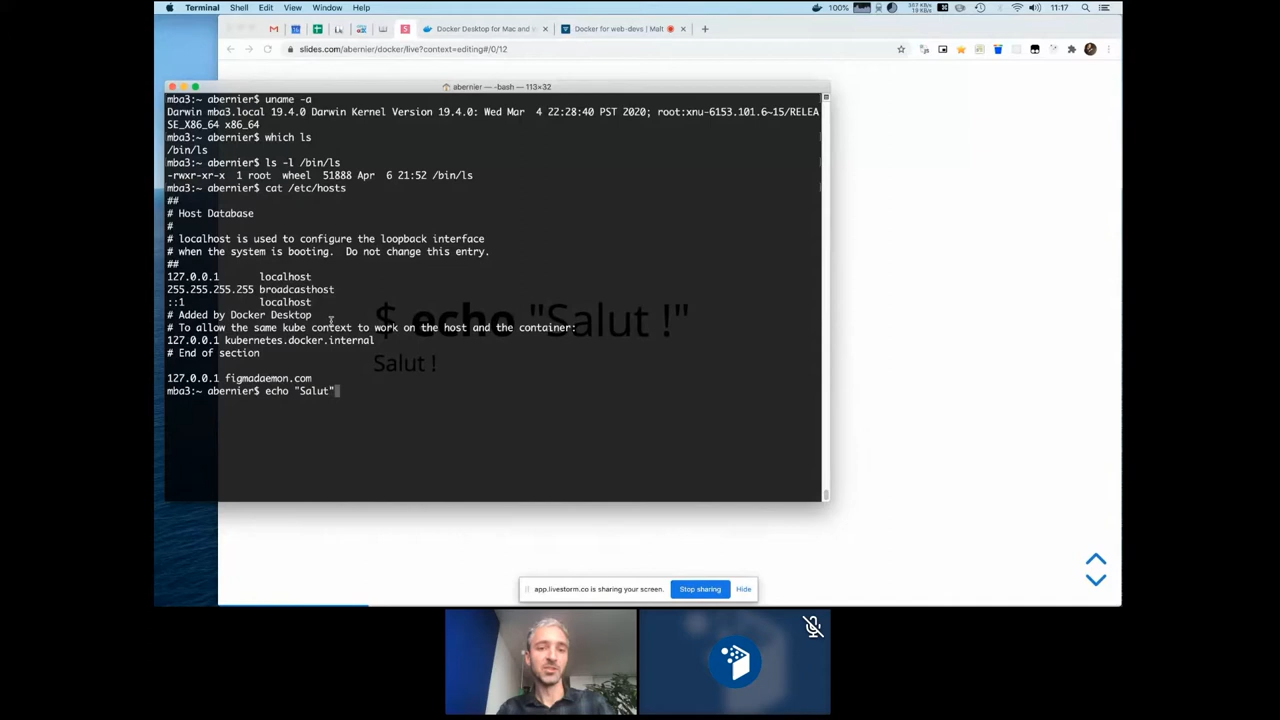 Terminal Shell Edit View Window Help 100% 11:17
Docker Desktop for Mac and
Docker for web-devs | Malt
slides.com/abernier/docker/live?context=editing#/0/12
abernier — -bash — 113×32
mba3:~ abernier$ uname -a
Darwin mba3.local 19.4.0 Darwin Kernel Version 19.4.0: Wed Mar  4 22:28:40 PST 2020; root:xnu-6153.101.6~15/RELEA
SE_X86_64 x86_64
mba3:~ abernier$ which ls
/bin/ls
mba3:~ abernier$ ls -l /bin/ls
-rwxr-xr-x  1 root  wheel  51888 Apr  6 21:52 /bin/ls
mba3:~ abernier$ cat /etc/hosts
##
# Host Database
#
# localhost is used to configure the loopback interface
# when the system is booting.  Do not change this entry.
##
127.0.0.1       localhost
255.255.255.255 broadcasthost
::1             localhost
# Added by Docker Desktop
# To allow the same kube context to work on the host and the container:
127.0.0.1 kubernetes.docker.internal
# End of section
127.0.0.1 figmadaemon.com
mba3:~ abernier$ echo "Salut"
$ echo "Salut !"
Salut !
app.livestorm.co is sharing your screen. Stop sharing Hide